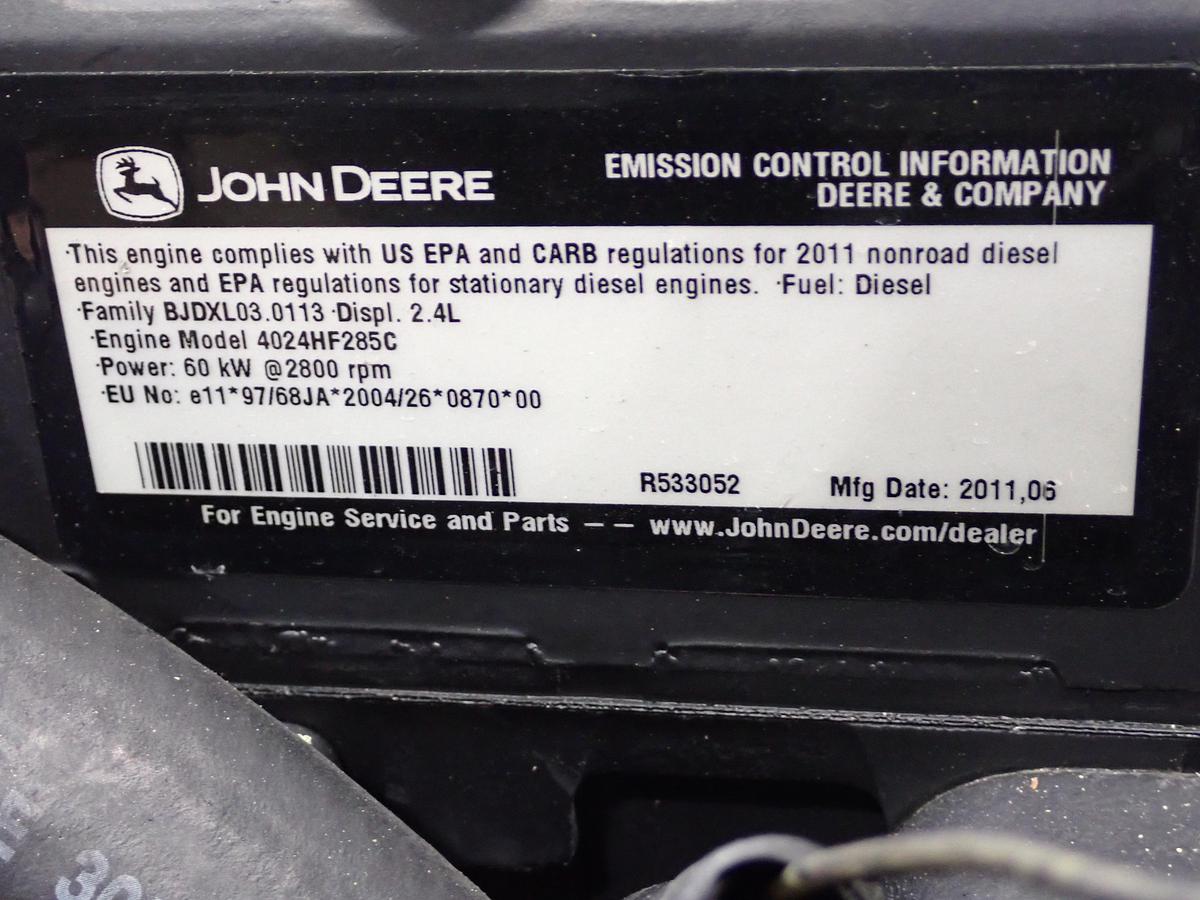 JOHN DEERE
EMISSION CONTROL INFORMATION
DEERE & COMPANY
·This engine complies with US EPA and CARB regulations for 2011 nonroad diesel
engines and EPA regulations for stationary diesel engines. ·Fuel: Diesel
·Family BJDXL03.0113 ·Displ. 2.4L
·Engine Model 4024HF285C
·Power: 60 kW @2800 rpm
·EU No: e11*97/68JA*2004/26*0870*00
R533052
Mfg Date: 2011,06
For Engine Service and Parts – – www.JohnDeere.com/dealer